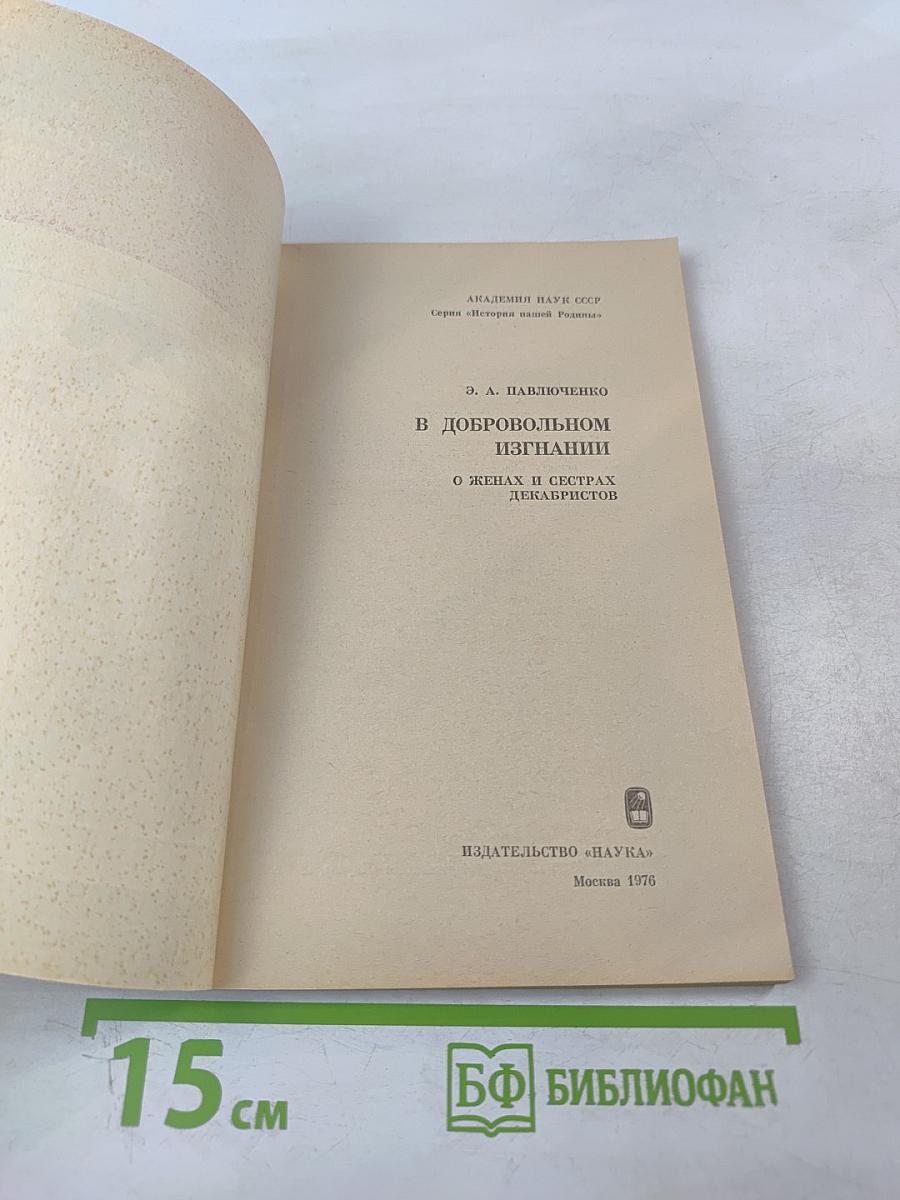 АКАДЕМИЯ НАУК СССР
Серия «История нашей Родины»
Э. А. ПАВЛЮЧЕНКО
В ДОБРОВОЛЬНОМ
ИЗГНАНИИ
О ЖЕНАХ И СЕСТРАХ
ДЕКАБРИСТОВ
ИЗДАТЕЛЬСТВО «НАУКА»
Москва 1976
15 см
БФ БИБЛИОФАН